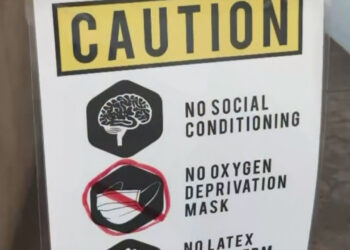 CAUTION
NO SOCIAL
CONDITIONING
NO OXYGEN
DEPRIVATION
MASK
NO LATEX